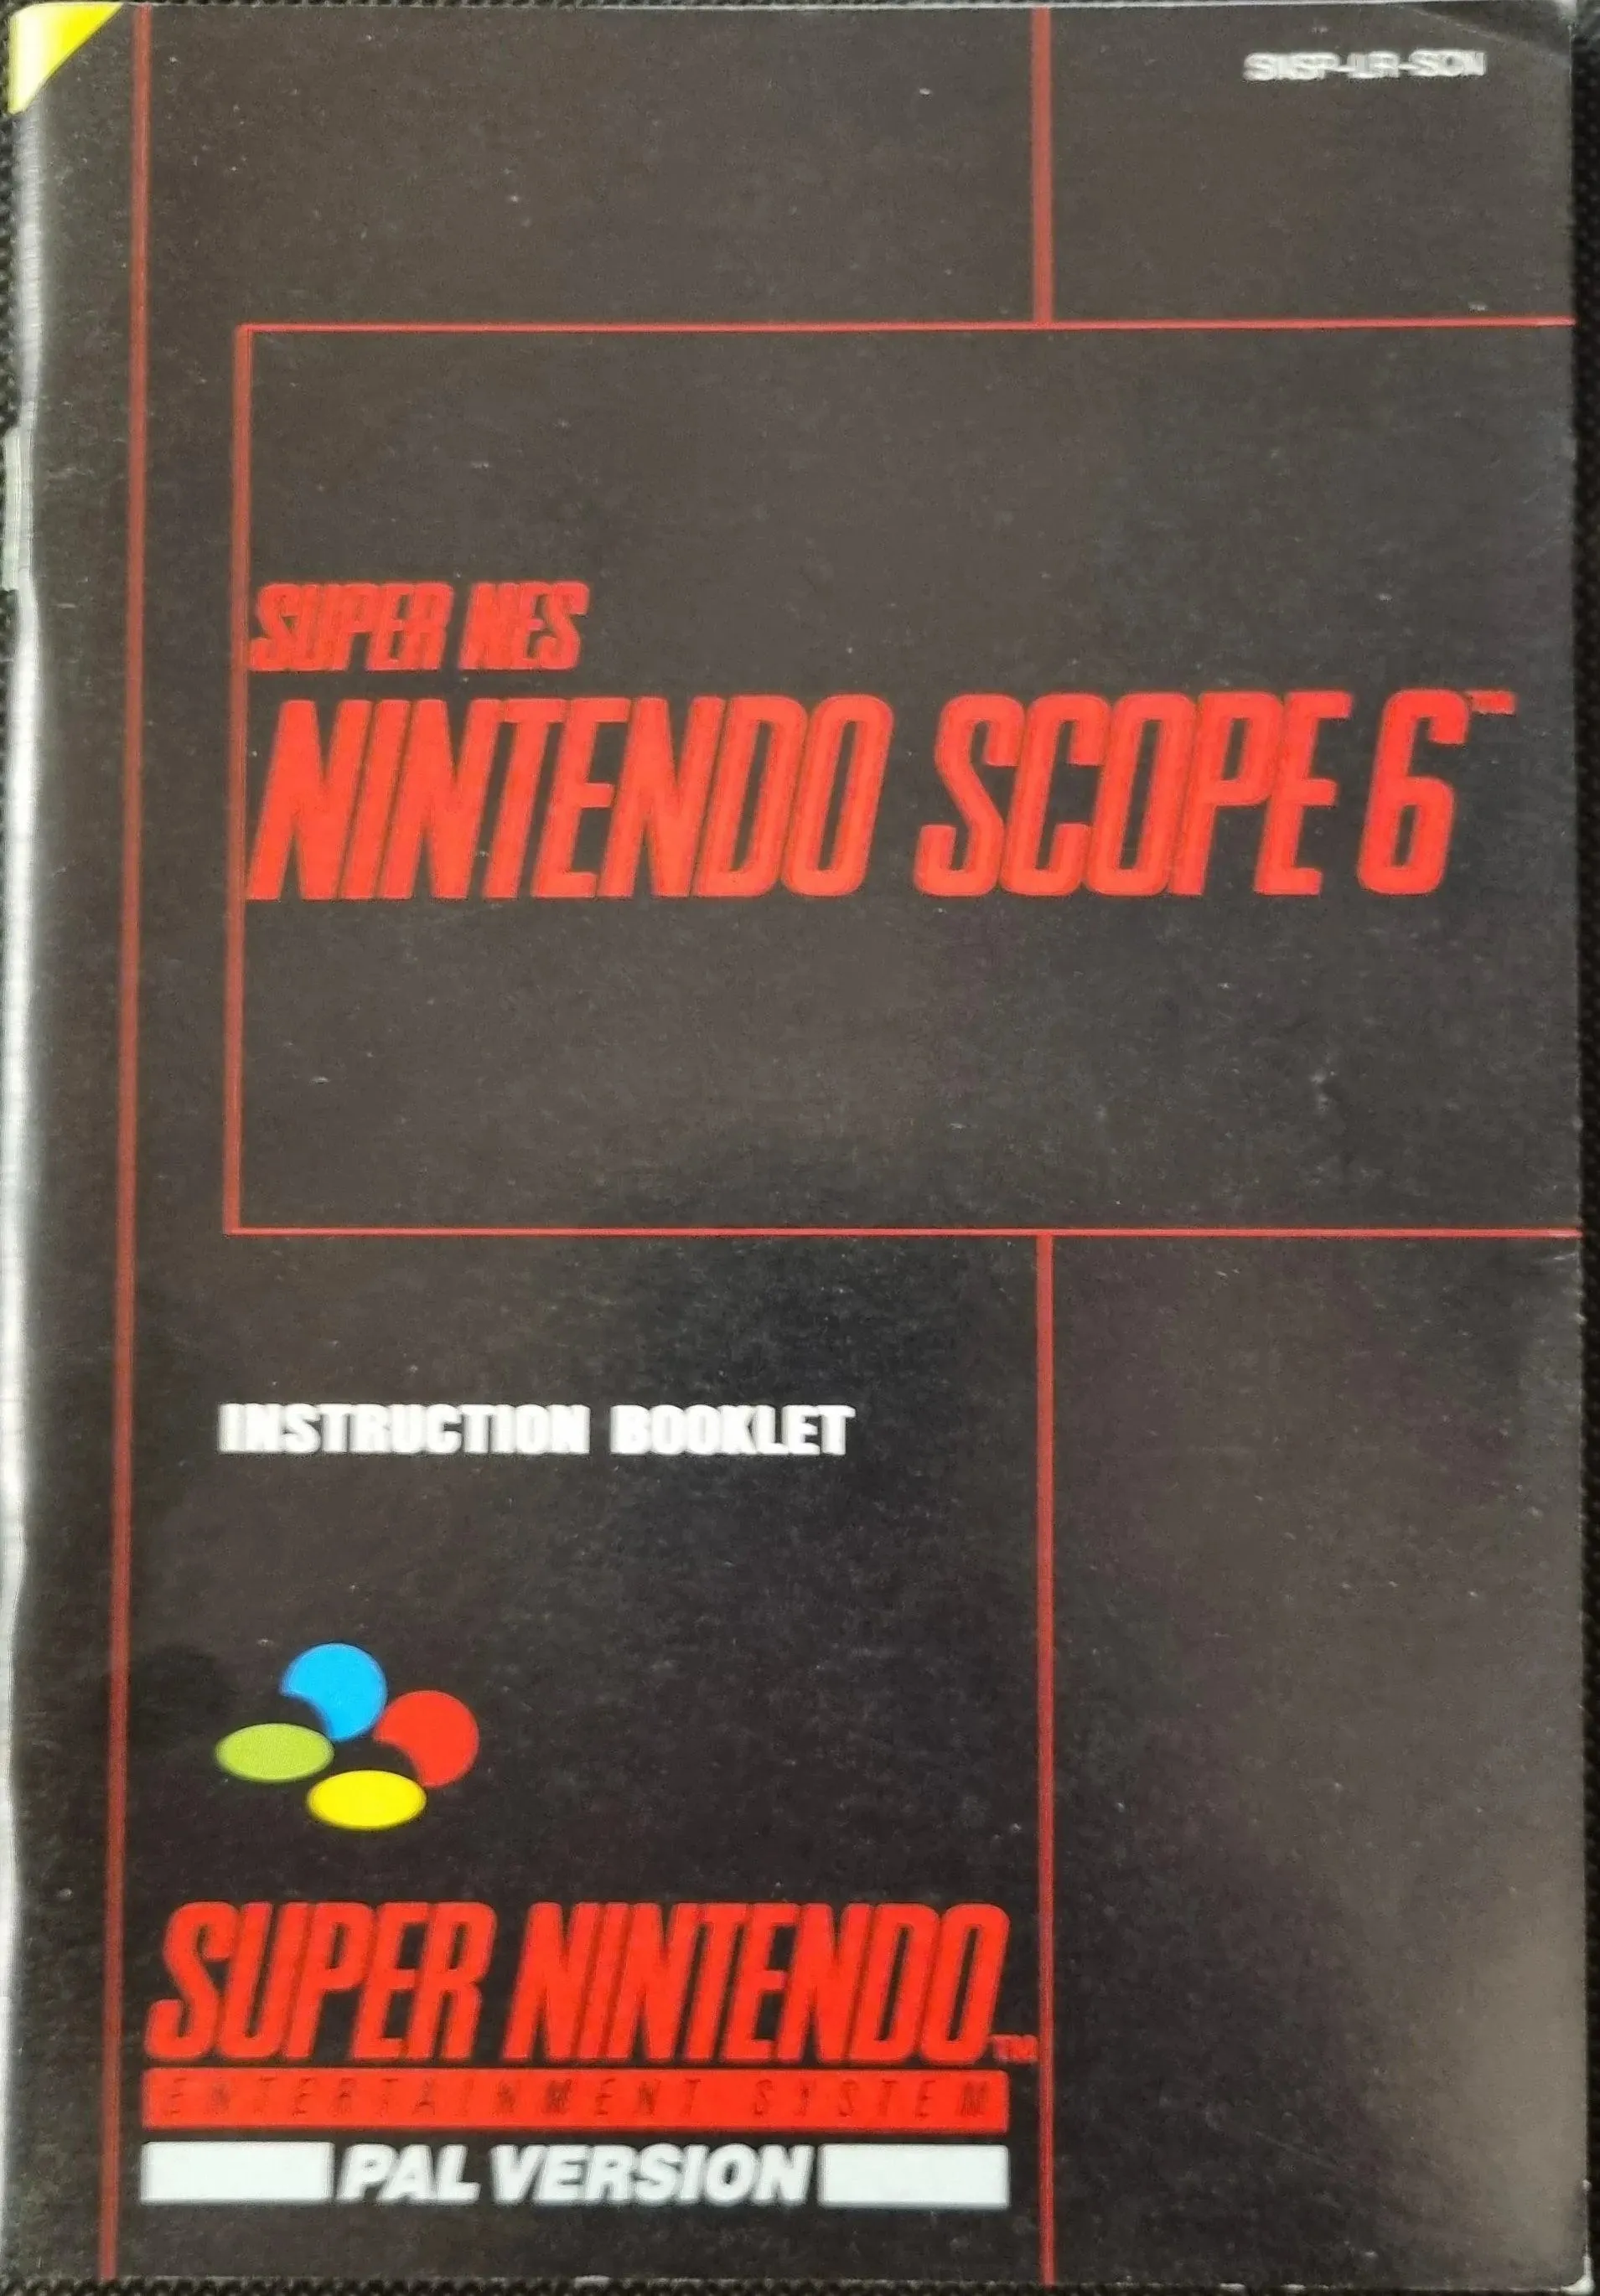 SNSP-LR-SCN
SUPER NES
NINTENDO SCOPE 6™
INSTRUCTION BOOKLET
SUPER NINTENDO™
ENTERTAINMENT SYSTEM
PAL VERSION